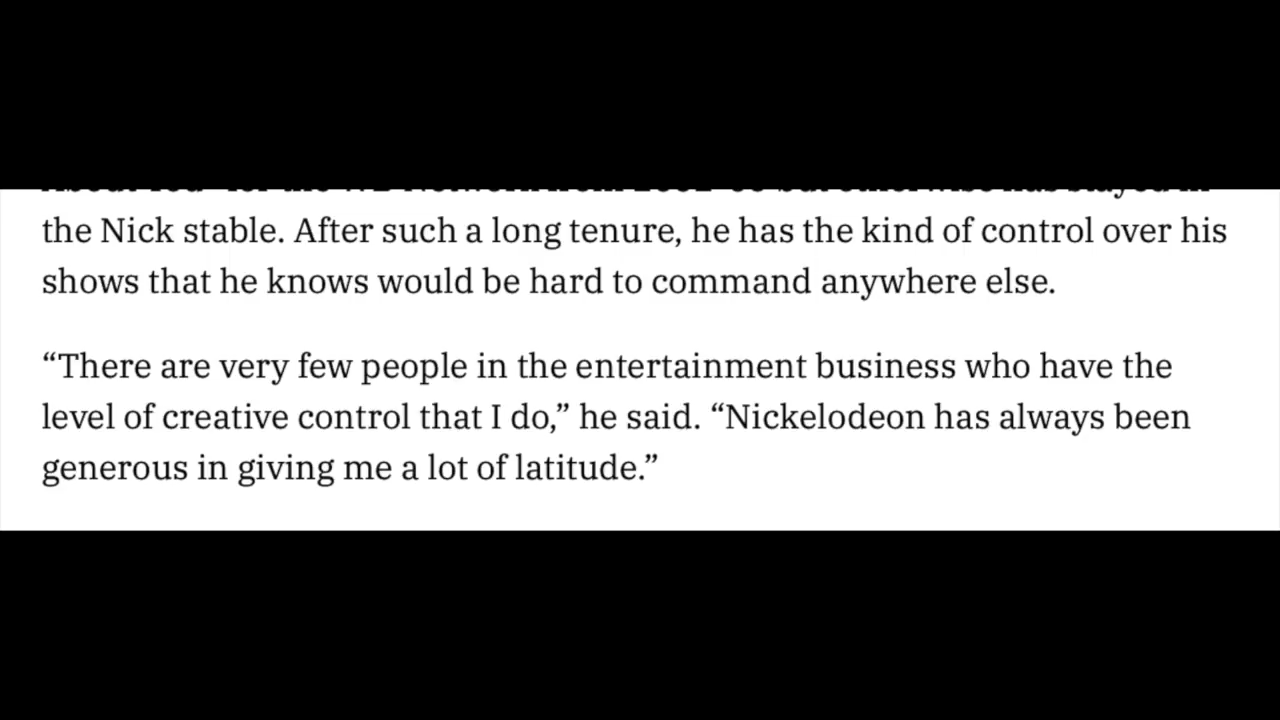 the Nick stable. After such a long tenure, he has the kind of control over his
shows that he knows would be hard to command anywhere else.
“There are very few people in the entertainment business who have the
level of creative control that I do,” he said. “Nickelodeon has always been
generous in giving me a lot of latitude.”